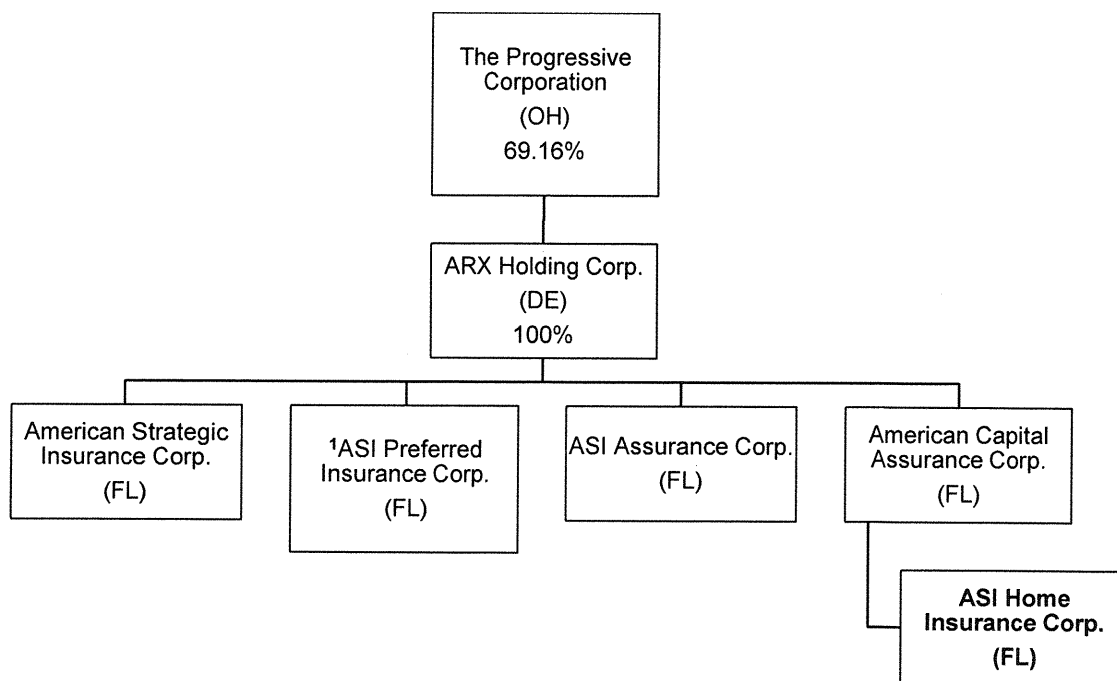 The Progressive
Corporation
(OH)
69.16%
ARX Holding Corp.
(DE)
100%
American Strategic
Insurance Corp.
(FL)
¹ASI Preferred
Insurance Corp.
(FL)
ASI Assurance Corp.
(FL)
American Capital
Assurance Corp.
(FL)
ASI Home
Insurance Corp.
(FL)